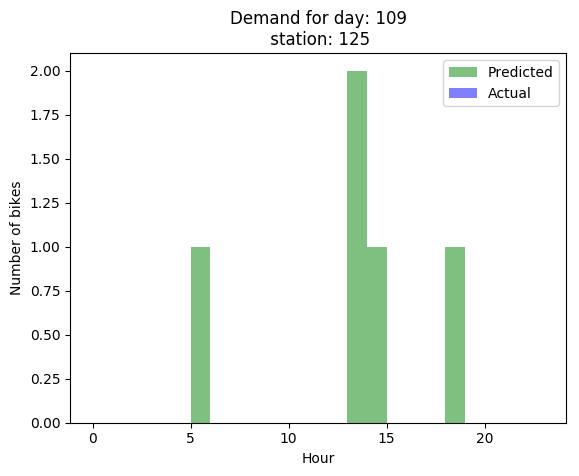 Demand for day: 109
station: 125
Predicted
Actual
2.00
1.75
1.50
1.25
1.00
0.75
0.50
0.25
0.00
Number of bikes
0 5 10 15 20
Hour